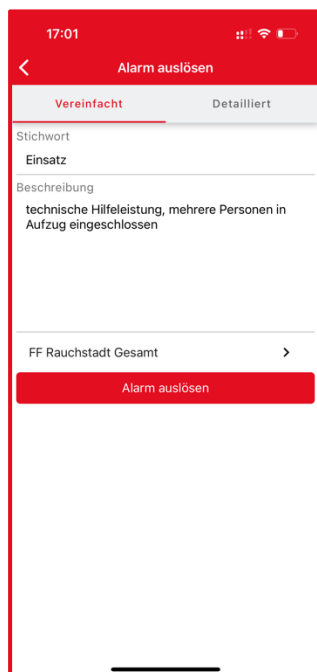 17:01
Alarm auslösen
Vereinfacht Detailliert
Stichwort
Einsatz
Beschreibung
technische Hilfeleistung, mehrere Personen in
Aufzug eingeschlossen
FF Rauchstadt Gesamt
Alarm auslösen